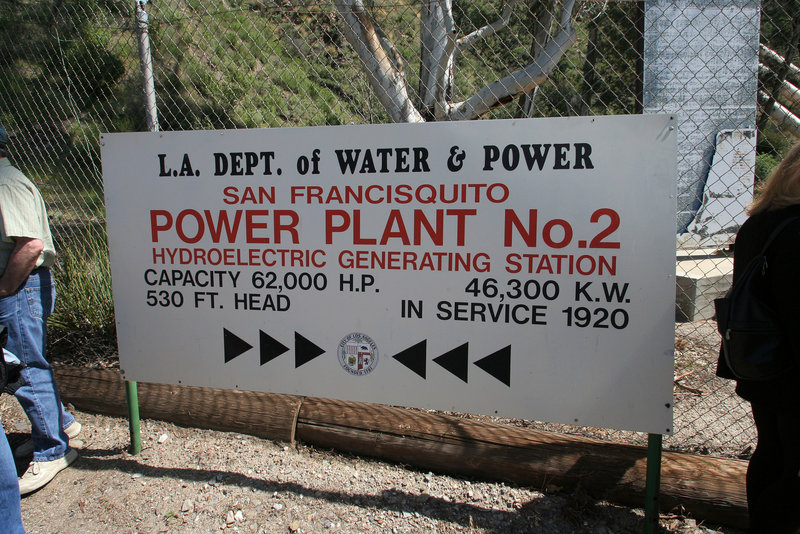 L.A. DEPT. of WATER & POWER
SAN FRANCISQUITO
POWER PLANT No.2
HYDROELECTRIC GENERATING STATION
CAPACITY 62,000 H.P. 46,300 K.W.
530 FT. HEAD IN SERVICE 1920